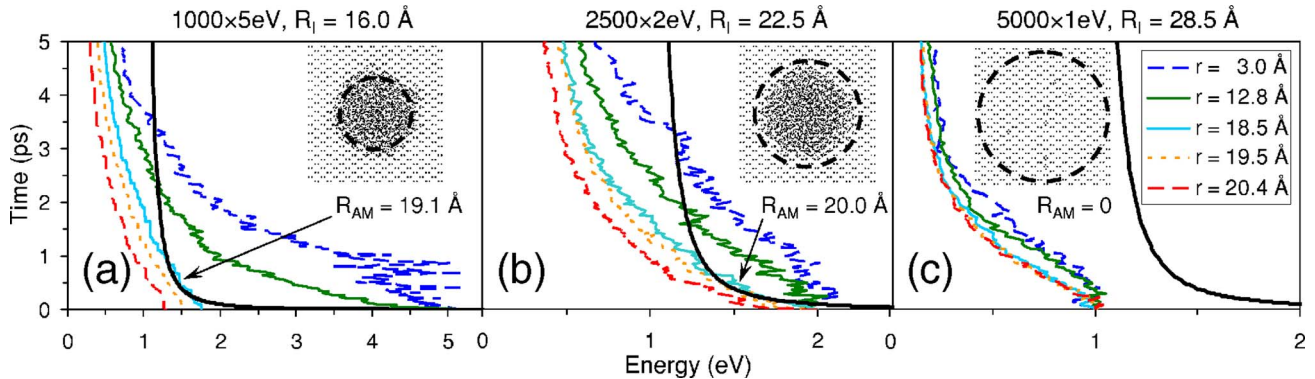 1000×5eV, R_I = 16.0 Å
2500×2eV, R_I = 22.5 Å
5000×1eV, R_I = 28.5 Å
Time (ps)
5
4
3
2
1
0
(a)
R_AM = 19.1 Å
0 1 2 3 4 5
(b)
R_AM = 20.0 Å
0 1 2
(c)
R_AM = 0
0 1 2
r = 3.0 Å
r = 12.8 Å
r = 18.5 Å
r = 19.5 Å
r = 20.4 Å
Energy (eV)